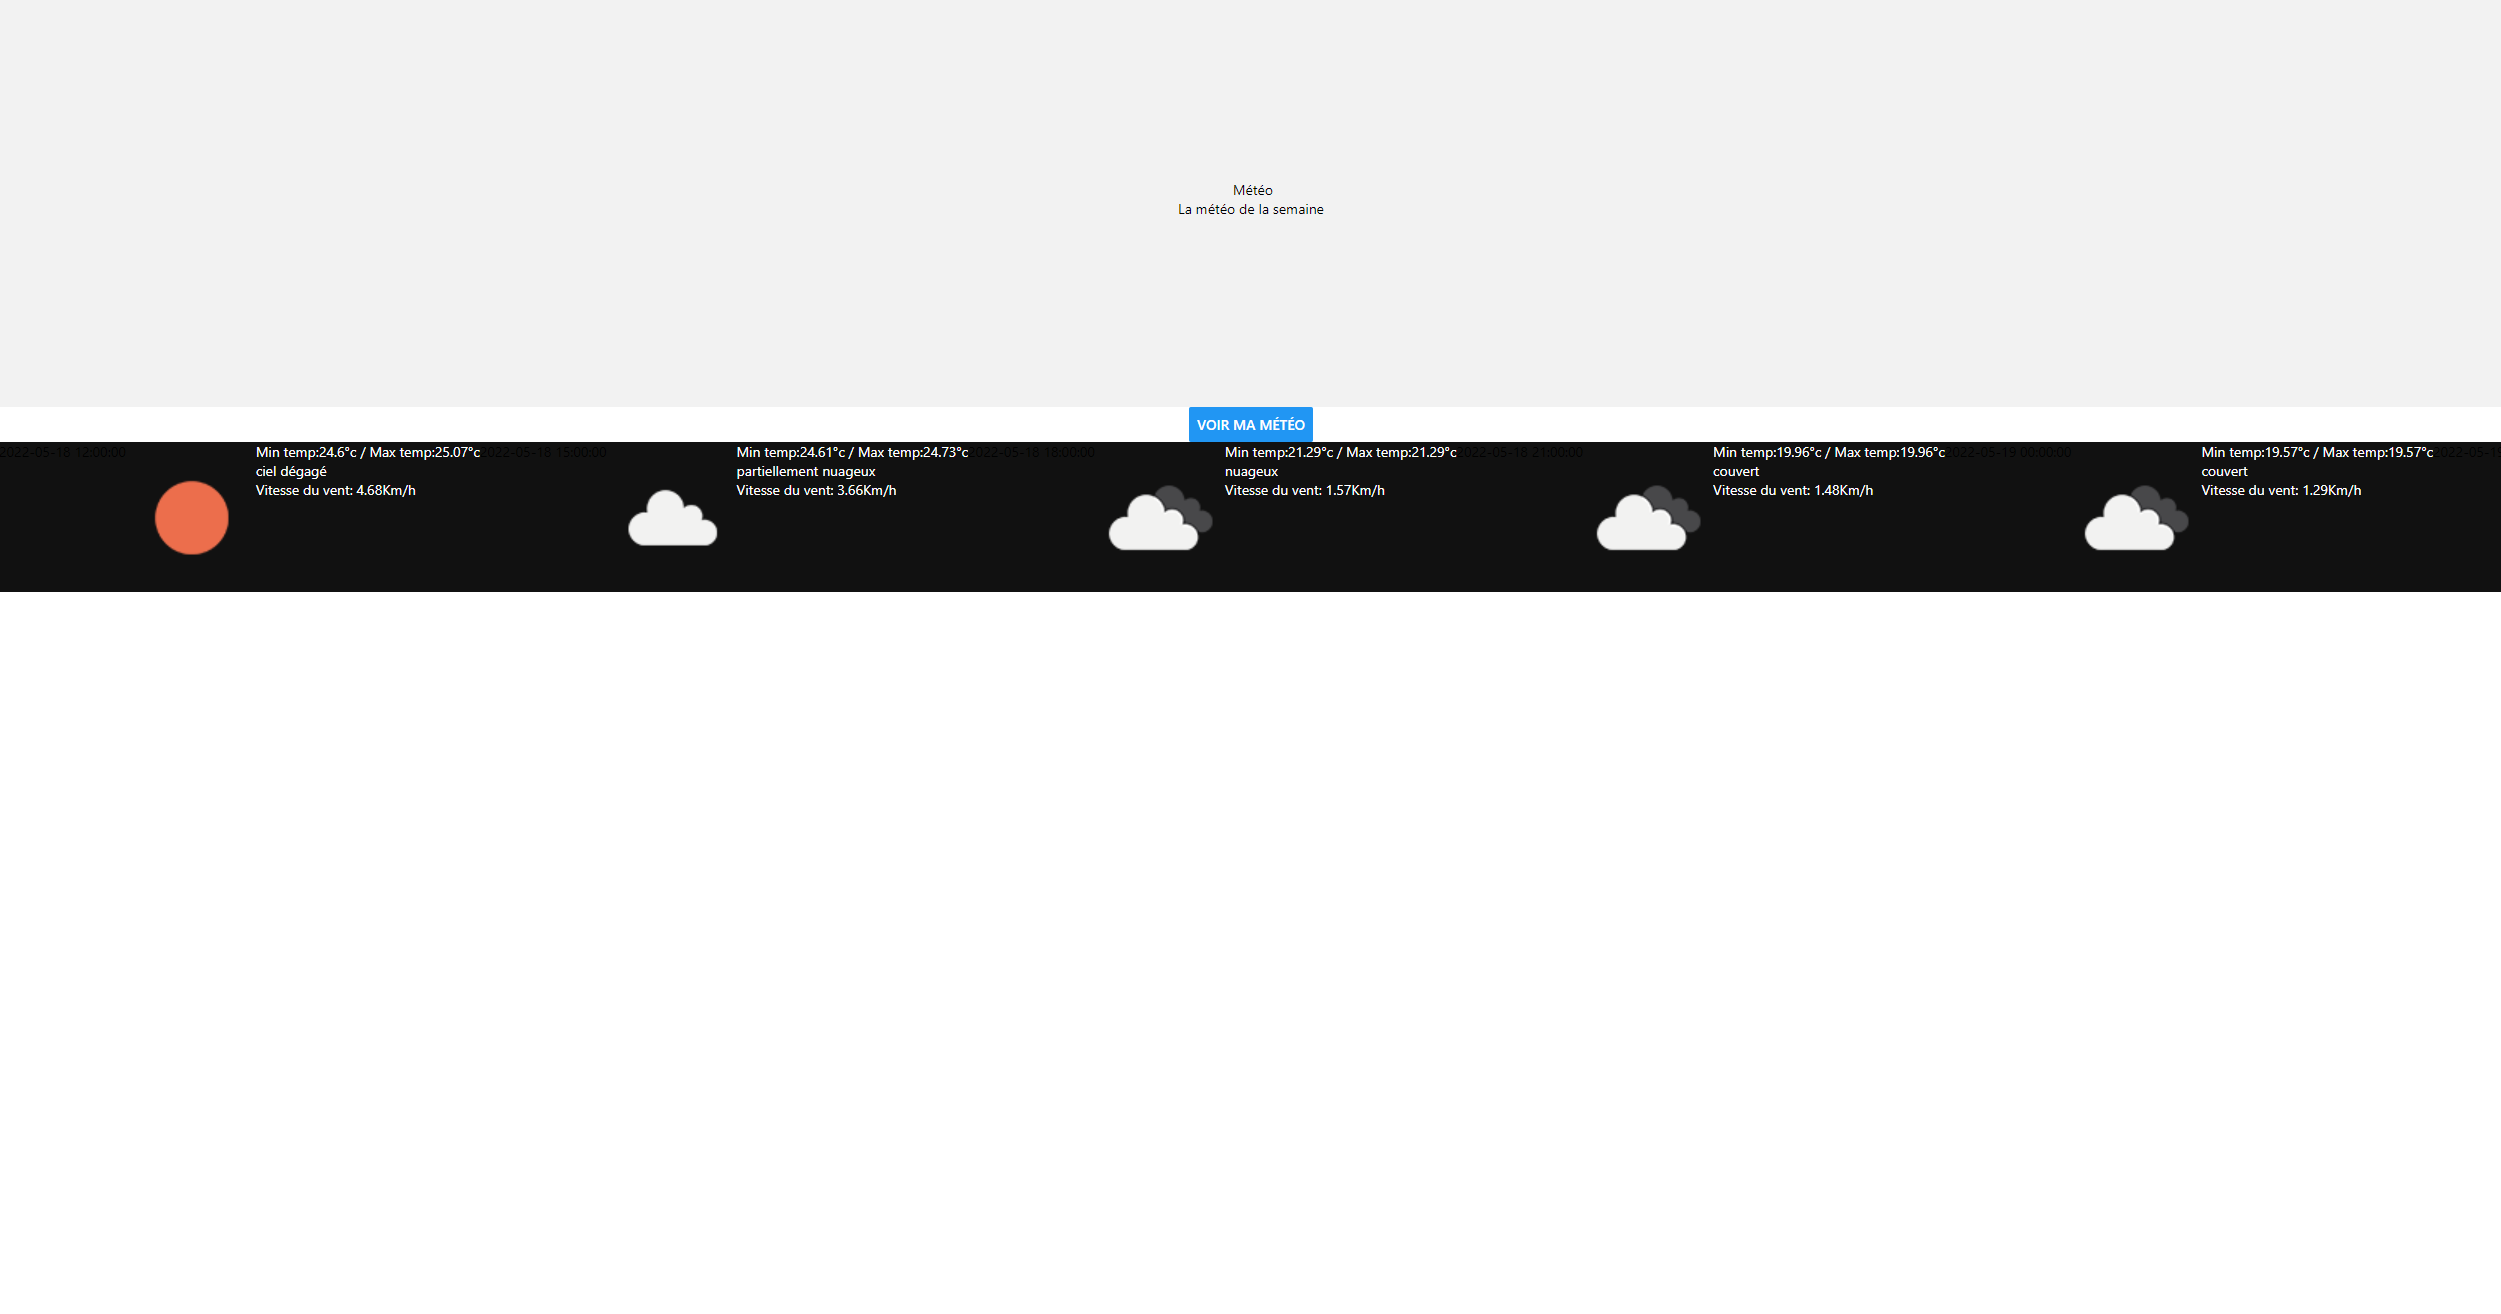 Météo
La météo de la semaine
VOIR MA MÉTÉO
2022-05-18 12:00:00
Min temp:24.6°c / Max temp:25.07°c
ciel dégagé
Vitesse du vent: 4.68Km/h
2022-05-18 15:00:00
Min temp:24.61°c / Max temp:24.73°c
partiellement nuageux
Vitesse du vent: 3.66Km/h
2022-05-18 18:00:00
Min temp:21.29°c / Max temp:21.29°c
nuageux
Vitesse du vent: 1.57Km/h
2022-05-18 21:00:00
Min temp:19.96°c / Max temp:19.96°c
couvert
Vitesse du vent: 1.48Km/h
2022-05-19 00:00:00
Min temp:19.57°c / Max temp:19.57°c
couvert
Vitesse du vent: 1.29Km/h
2022-05-1